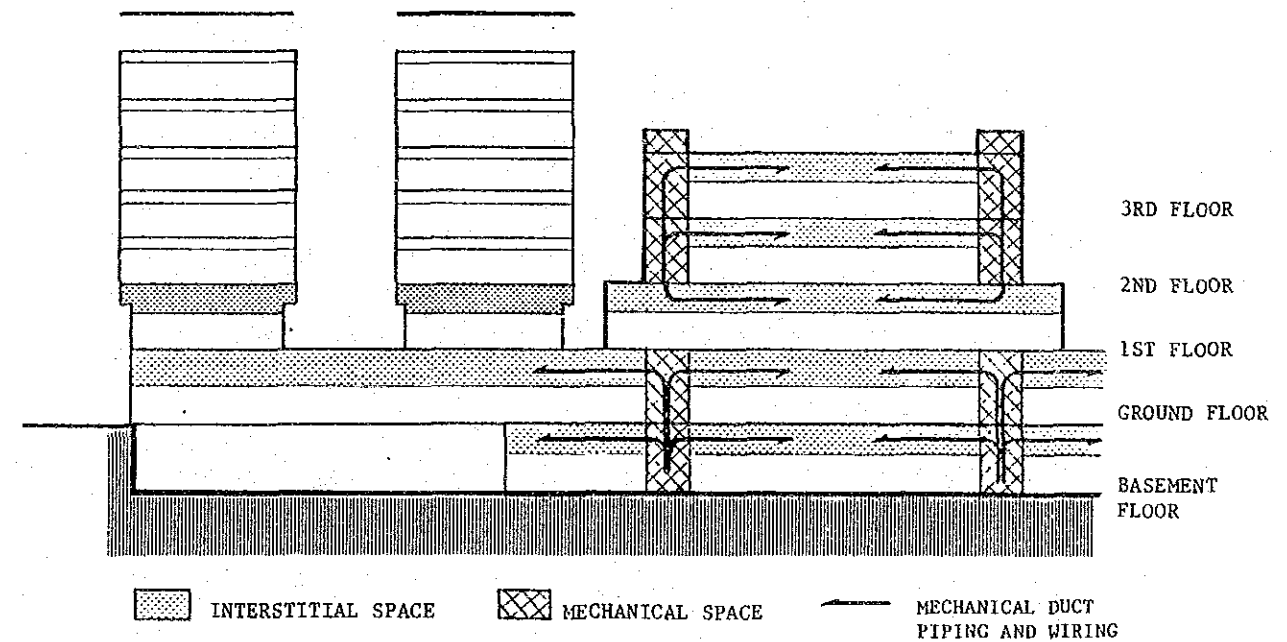 3RD FLOOR
2ND FLOOR
1ST FLOOR
GROUND FLOOR
BASEMENT
FLOOR
INTERSTITIAL SPACE
MECHANICAL SPACE
MECHANICAL DUCT
PIPING AND WIRING